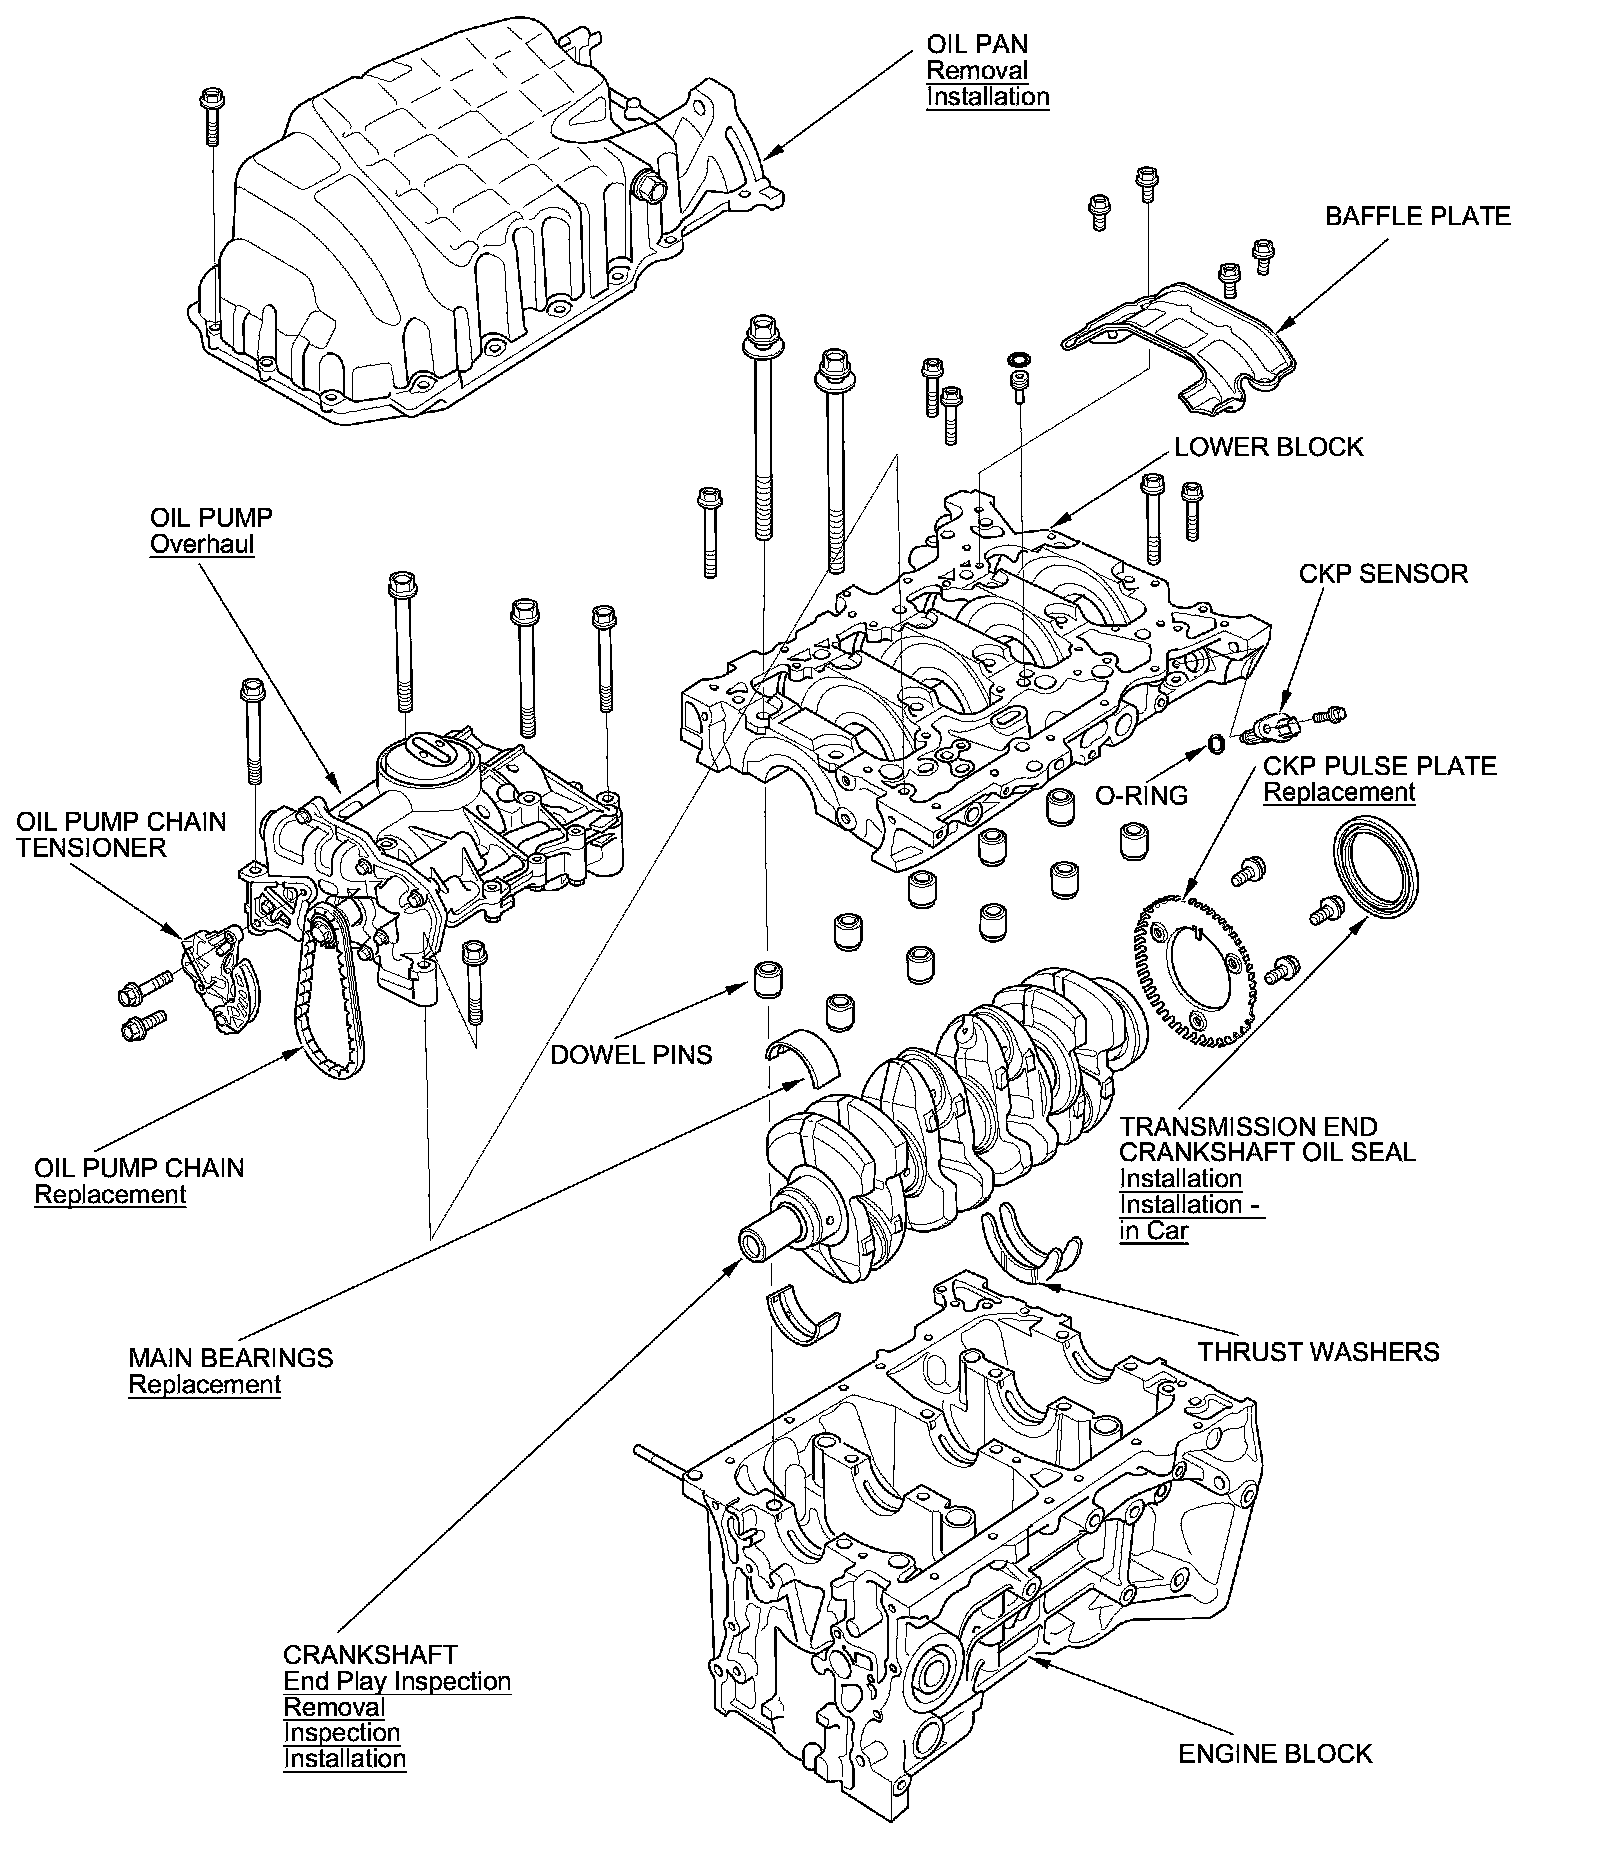 OIL PAN
Removal
Installation
BAFFLE PLATE
LOWER BLOCK
OIL PUMP
Overhaul
CKP SENSOR
O-RING
CKP PULSE PLATE
Replacement
OIL PUMP CHAIN
TENSIONER
DOWEL PINS
TRANSMISSION END
CRANKSHAFT OIL SEAL
Installation
Installation -
in Car
OIL PUMP CHAIN
Replacement
MAIN BEARINGS
Replacement
THRUST WASHERS
CRANKSHAFT
End Play Inspection
Removal
Inspection
Installation
ENGINE BLOCK